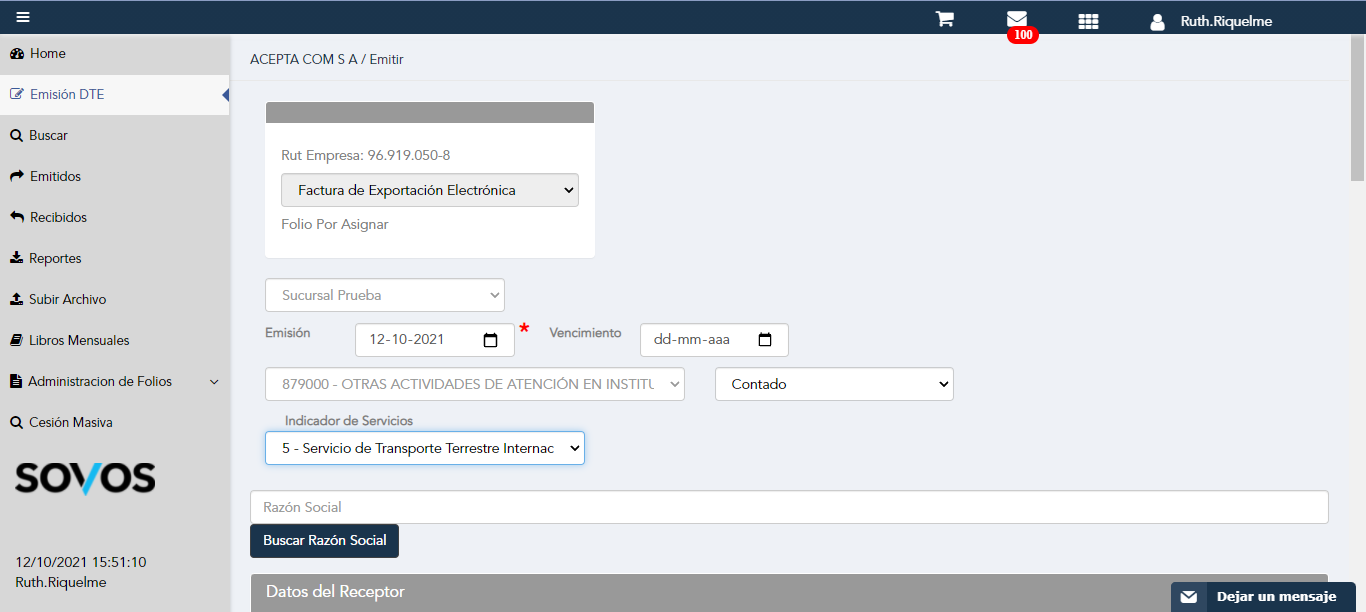 Ruth.Riquelme
100
Home
Emisión DTE
Buscar
Emitidos
Recibidos
Reportes
Subir Archivo
Libros Mensuales
Administracion de Folios
Cesión Masiva
SOVOS
12/10/2021 15:51:10
Ruth.Riquelme
ACEPTA COM S A / Emitir
Rut Empresa: 96.919.050-8
Factura de Exportación Electrónica
Folio Por Asignar
Sucursal Prueba
Emisión 12-10-2021 * Vencimiento dd-mm-aaa
879000 - OTRAS ACTIVIDADES DE ATENCIÓN EN INSTITU Contado
Indicador de Servicios
5 - Servicio de Transporte Terrestre Internac
Razón Social
Buscar Razón Social
Datos del Receptor
Dejar un mensaje